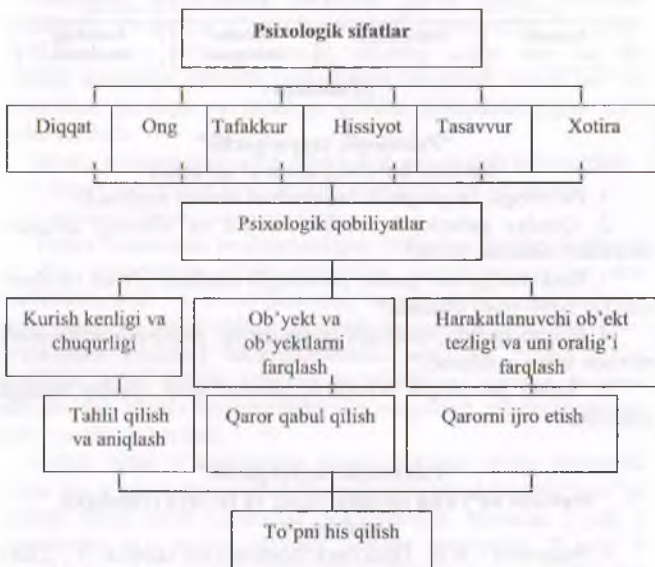 Psixologik sifatlar
Diqqat Ong Tafakkur Hissiyot Tasavvur Xotira
Psixologik qobiliyatlar
Kurish kenligi va
chuqurligi
Ob'yekt va
ob'yektlarni
farqlash
Harakatlanuvchi ob'ekt
tezligi va uni oralig'i
farqlash
Tahlil qilish
va aniqlash
Qaror qabul qilish
Qarorni ijro etish
To'pni his qilish